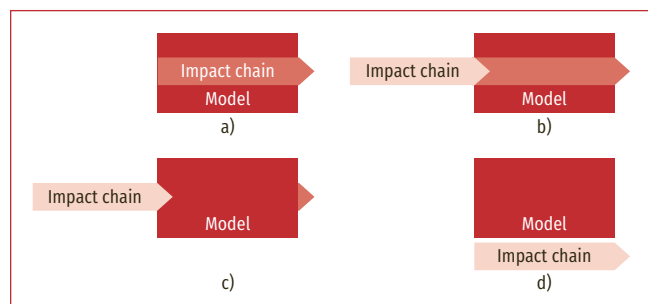 Impact chain
Model
a)
Impact chain
Model
b)
Impact chain
Model
c)
Model
Impact chain
d)